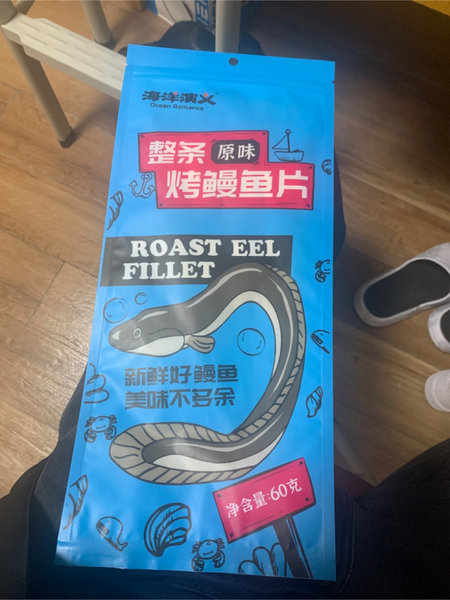 海洋演义
Ocean Romance
整条 原味
烤鳗鱼片
ROAST EEL
FILLET
新鲜好鳗鱼
美味不多余
净含量:60克